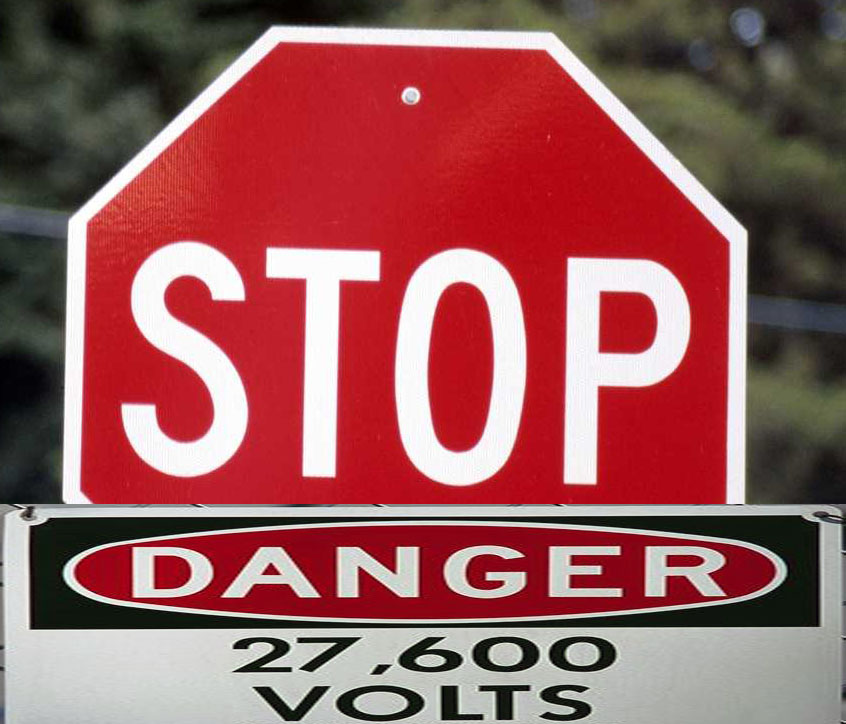 STOP
DANGER
27,600
VOLTS